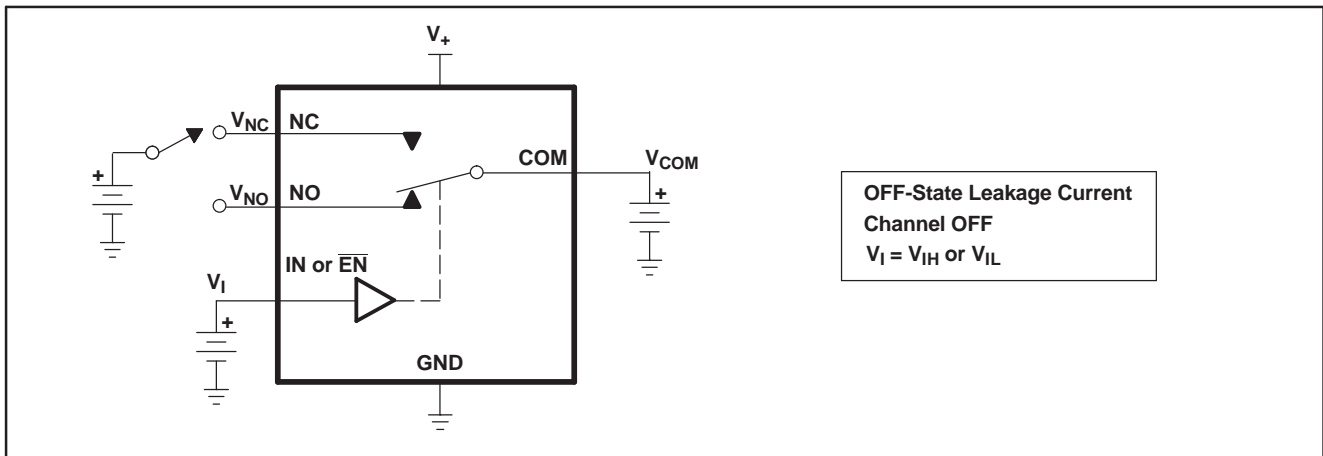 V+
VNC NC
+
COM VCOM
+
VNO NO
IN or E̅N̅
VI
+
GND
OFF-State Leakage Current
Channel OFF
VI = VIH or VIL